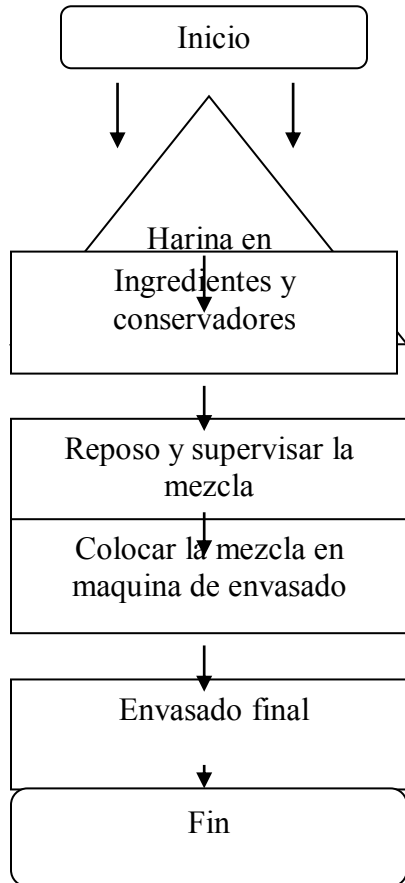 Inicio
Harina en
Ingredientes y
conservadores
Reposo y supervisar la
mezcla
Colocar la mezcla en
maquina de envasado
Envasado final
Fin